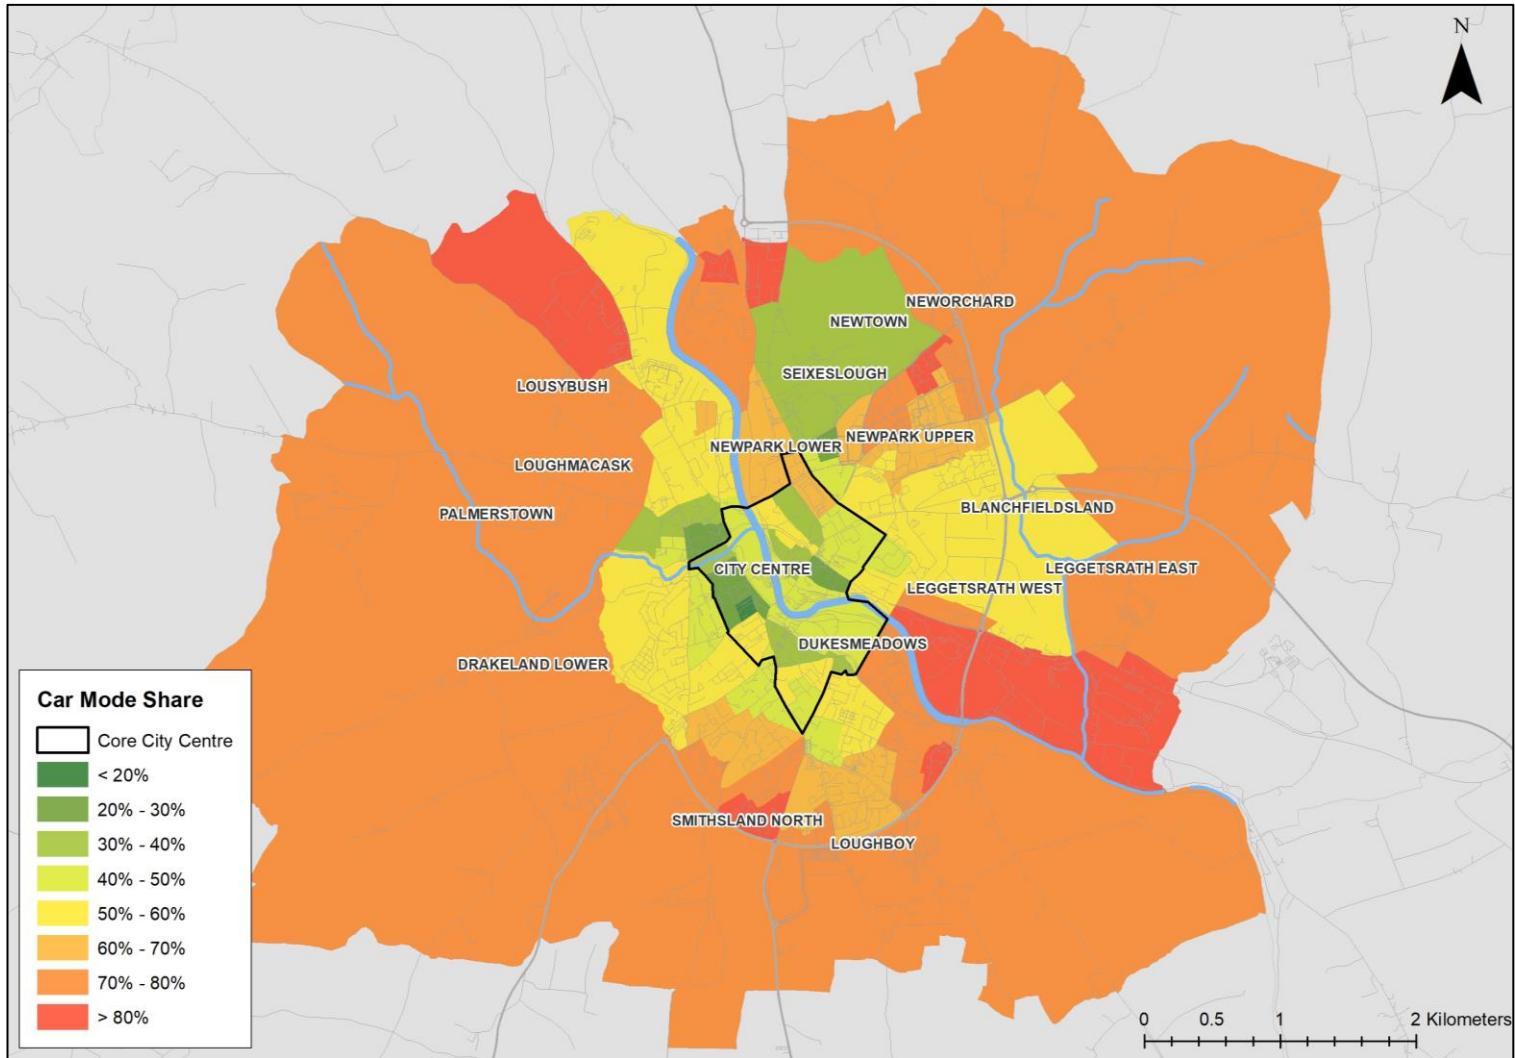 N
NEWORCHARD
NEWTOWN
SEIXESLOUGH
LOUSYBUSH
NEWPARK UPPER
NEWPARK LOWER
LOUGHMACASK
PALMERSTOWN
BLANCHFIELDSLAND
CITY CENTRE
LEGGETSRATH EAST
LEGGETSRATH WEST
DUKESMEADOWS
DRAKELAND LOWER
SMITHSLAND NORTH
LOUGHBOY
Car Mode Share
Core City Centre
< 20%
20% - 30%
30% - 40%
40% - 50%
50% - 60%
60% - 70%
70% - 80%
> 80%
0 0.5 1 2 Kilometers